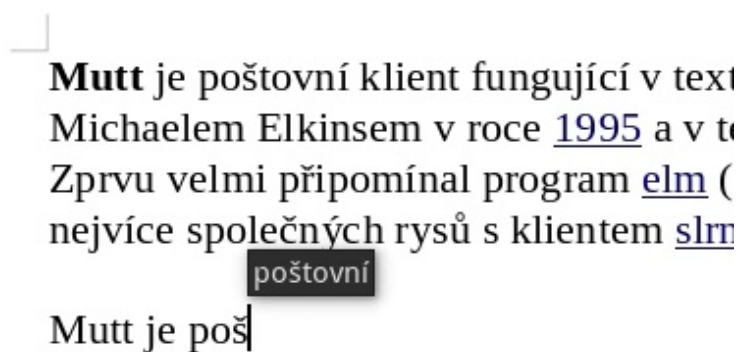 Mutt je poštovní klient fungující v
Michaelem Elkinsem v roce 1995 a v
Zprvu velmi připomínal program elm (
nejvíce společných rysů s klientem slrn
poštovní
Mutt je poš